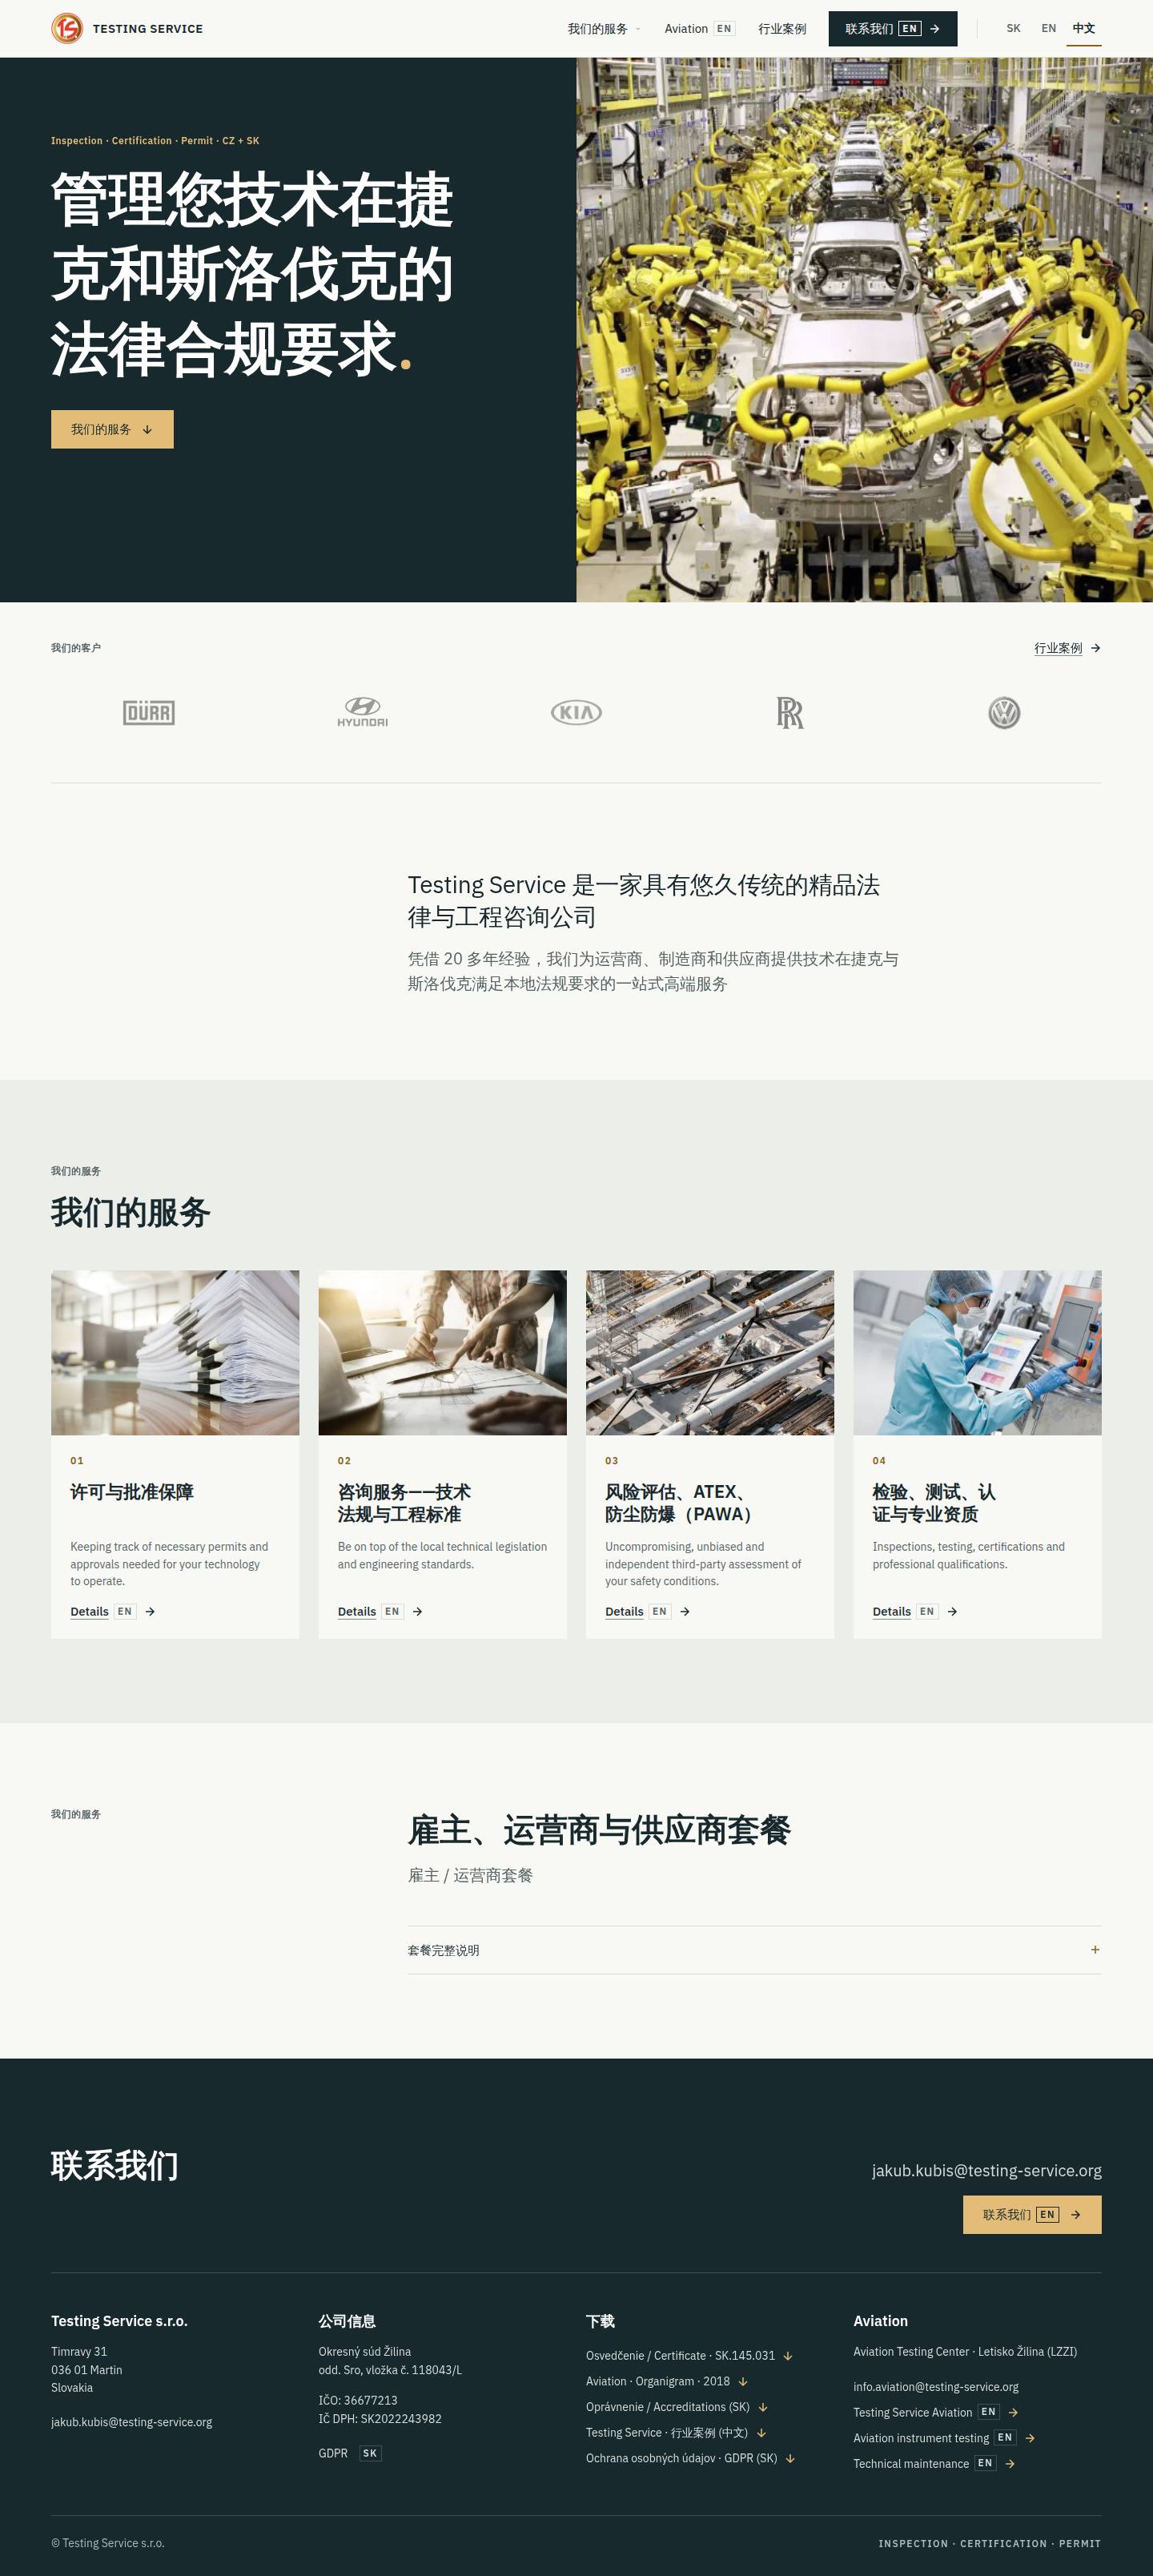 TESTING SERVICE
我们的服务
Aviation EN
行业案例
联系我们 EN →
SK
EN
中文
Inspection · Certification · Permit · CZ + SK
管理您技术在捷
克和斯洛伐克的
法律合规要求.
我们的服务 ↓
我们的客户
行业案例 →
DÜRR
HYUNDAI
KIA
RR
VW
Testing Service 是一家具有悠久传统的精品法
律与工程咨询公司
凭借 20 多年经验，我们为运营商、制造商和供应商提供技术在捷克与
斯洛伐克满足本地法规要求的一站式高端服务
我们的服务
我们的服务
01
许可与批准保障
Keeping track of necessary permits and
approvals needed for your technology
to operate.
Details EN →
02
咨询服务——技术
法规与工程标准
Be on top of the local technical legislation
and engineering standards.
Details EN →
03
风险评估、ATEX、
防尘防爆（PAWA）
Uncompromising, unbiased and
independent third-party assessment of
your safety conditions.
Details EN →
04
检验、测试、认
证与专业资质
Inspections, testing, certifications and
professional qualifications.
Details EN →
我们的服务
雇主、运营商与供应商套餐
雇主 / 运营商套餐
套餐完整说明 +
联系我们
jakub.kubis@testing-service.org
联系我们 EN →
Testing Service s.r.o.
Timravy 31
036 01 Martin
Slovakia
jakub.kubis@testing-service.org
公司信息
Okresný súd Žilina
odd. Sro, vložka č. 118043/L
IČO: 36677213
IČ DPH: SK2022243982
GDPR SK
下载
Osvedčenie / Certificate · SK.145.031 ↓
Aviation · Organigram · 2018 ↓
Oprávnenie / Accreditations (SK) ↓
Testing Service · 行业案例 (中文) ↓
Ochrana osobných údajov · GDPR (SK) ↓
Aviation
Aviation Testing Center · Letisko Žilina (LZZI)
info.aviation@testing-service.org
Testing Service Aviation EN →
Aviation instrument testing EN →
Technical maintenance EN →
© Testing Service s.r.o.
INSPECTION · CERTIFICATION · PERMIT